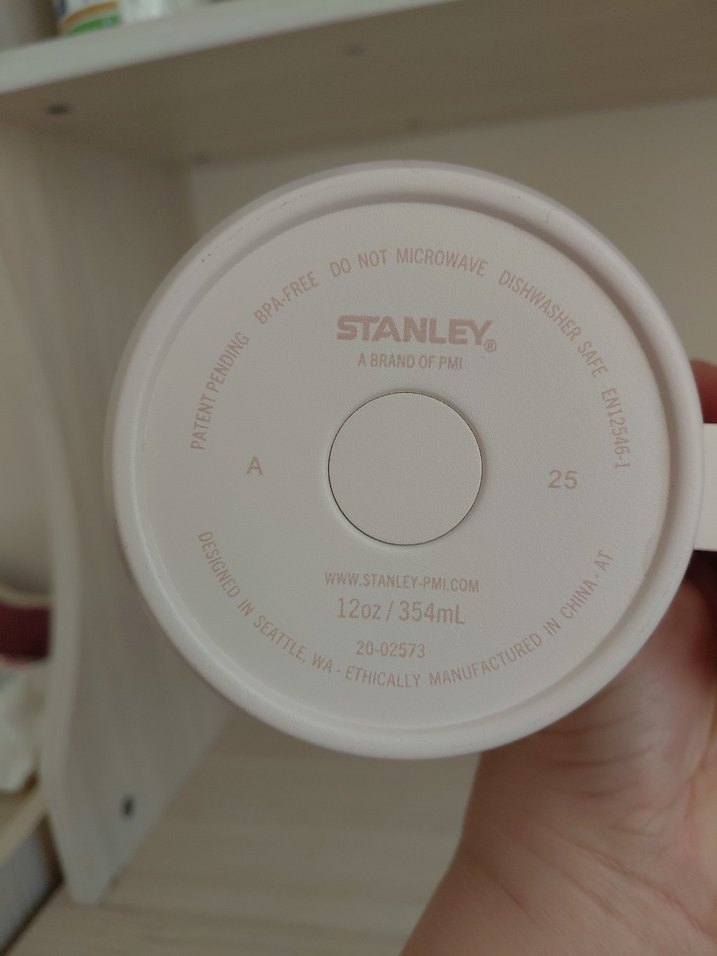 PATENT PENDING BPA-FREE DO NOT MICROWAVE DISHWASHER SAFE EN12546-1
STANLEY®
A BRAND OF PMI
A
25
WWW.STANLEY-PMI.COM
12oz / 354mL
20-02573
DESIGNED IN SEATTLE, WA - ETHICALLY MANUFACTURED IN CHINA - AT